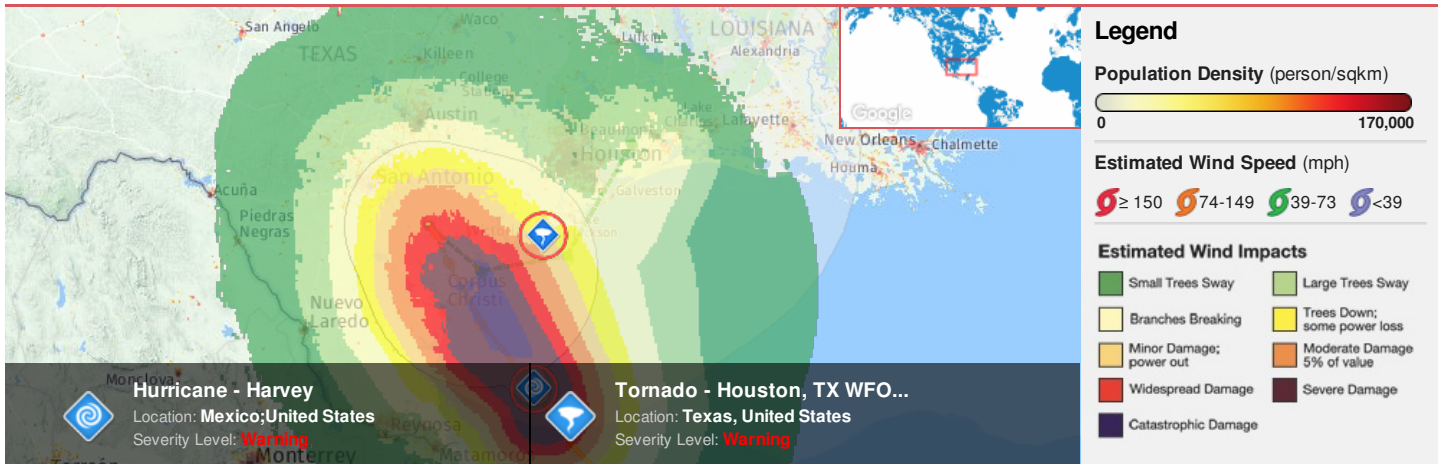 San Angelo
Waco
LOUISIANA
TEXAS
Lufkin
Alexandria
Killeen
College
Station
Austin
Lake
Charles
Lafayette
Beaumont
Houston
New Orleans
Chalmette
San Antonio
Houma
Acuña
Galveston
Piedras
Negras
Corpus
Christi
Nuevo
Laredo
Monclova
Reynosa
Monterrey
Matamoros
Google
Hurricane - Harvey
Location: Mexico;United States
Severity Level: Warning
Tornado - Houston, TX WFO...
Location: Texas, United States
Severity Level: Warning
Legend
Population Density (person/sqkm)
0 170,000
Estimated Wind Speed (mph)
≥ 150 74-149 39-73 <39
Estimated Wind Impacts
Small Trees Sway
Large Trees Sway
Branches Breaking
Trees Down;
some power loss
Minor Damage;
power out
Moderate Damage
5% of value
Widespread Damage
Severe Damage
Catastrophic Damage